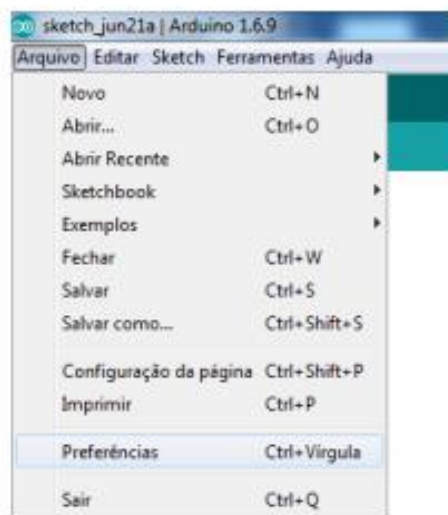 sketch_jun21a | Arduino 1.6.9
Arquivo Editar Sketch Ferramentas Ajuda
Novo Ctrl+N
Abrir... Ctrl+O
Abrir Recente
Sketchbook
Exemplos
Fechar Ctrl+W
Salvar Ctrl+S
Salvar como... Ctrl+Shift+S
Configuração da página Ctrl+Shift+P
Imprimir Ctrl+P
Preferências Ctrl+Vírgula
Sair Ctrl+Q